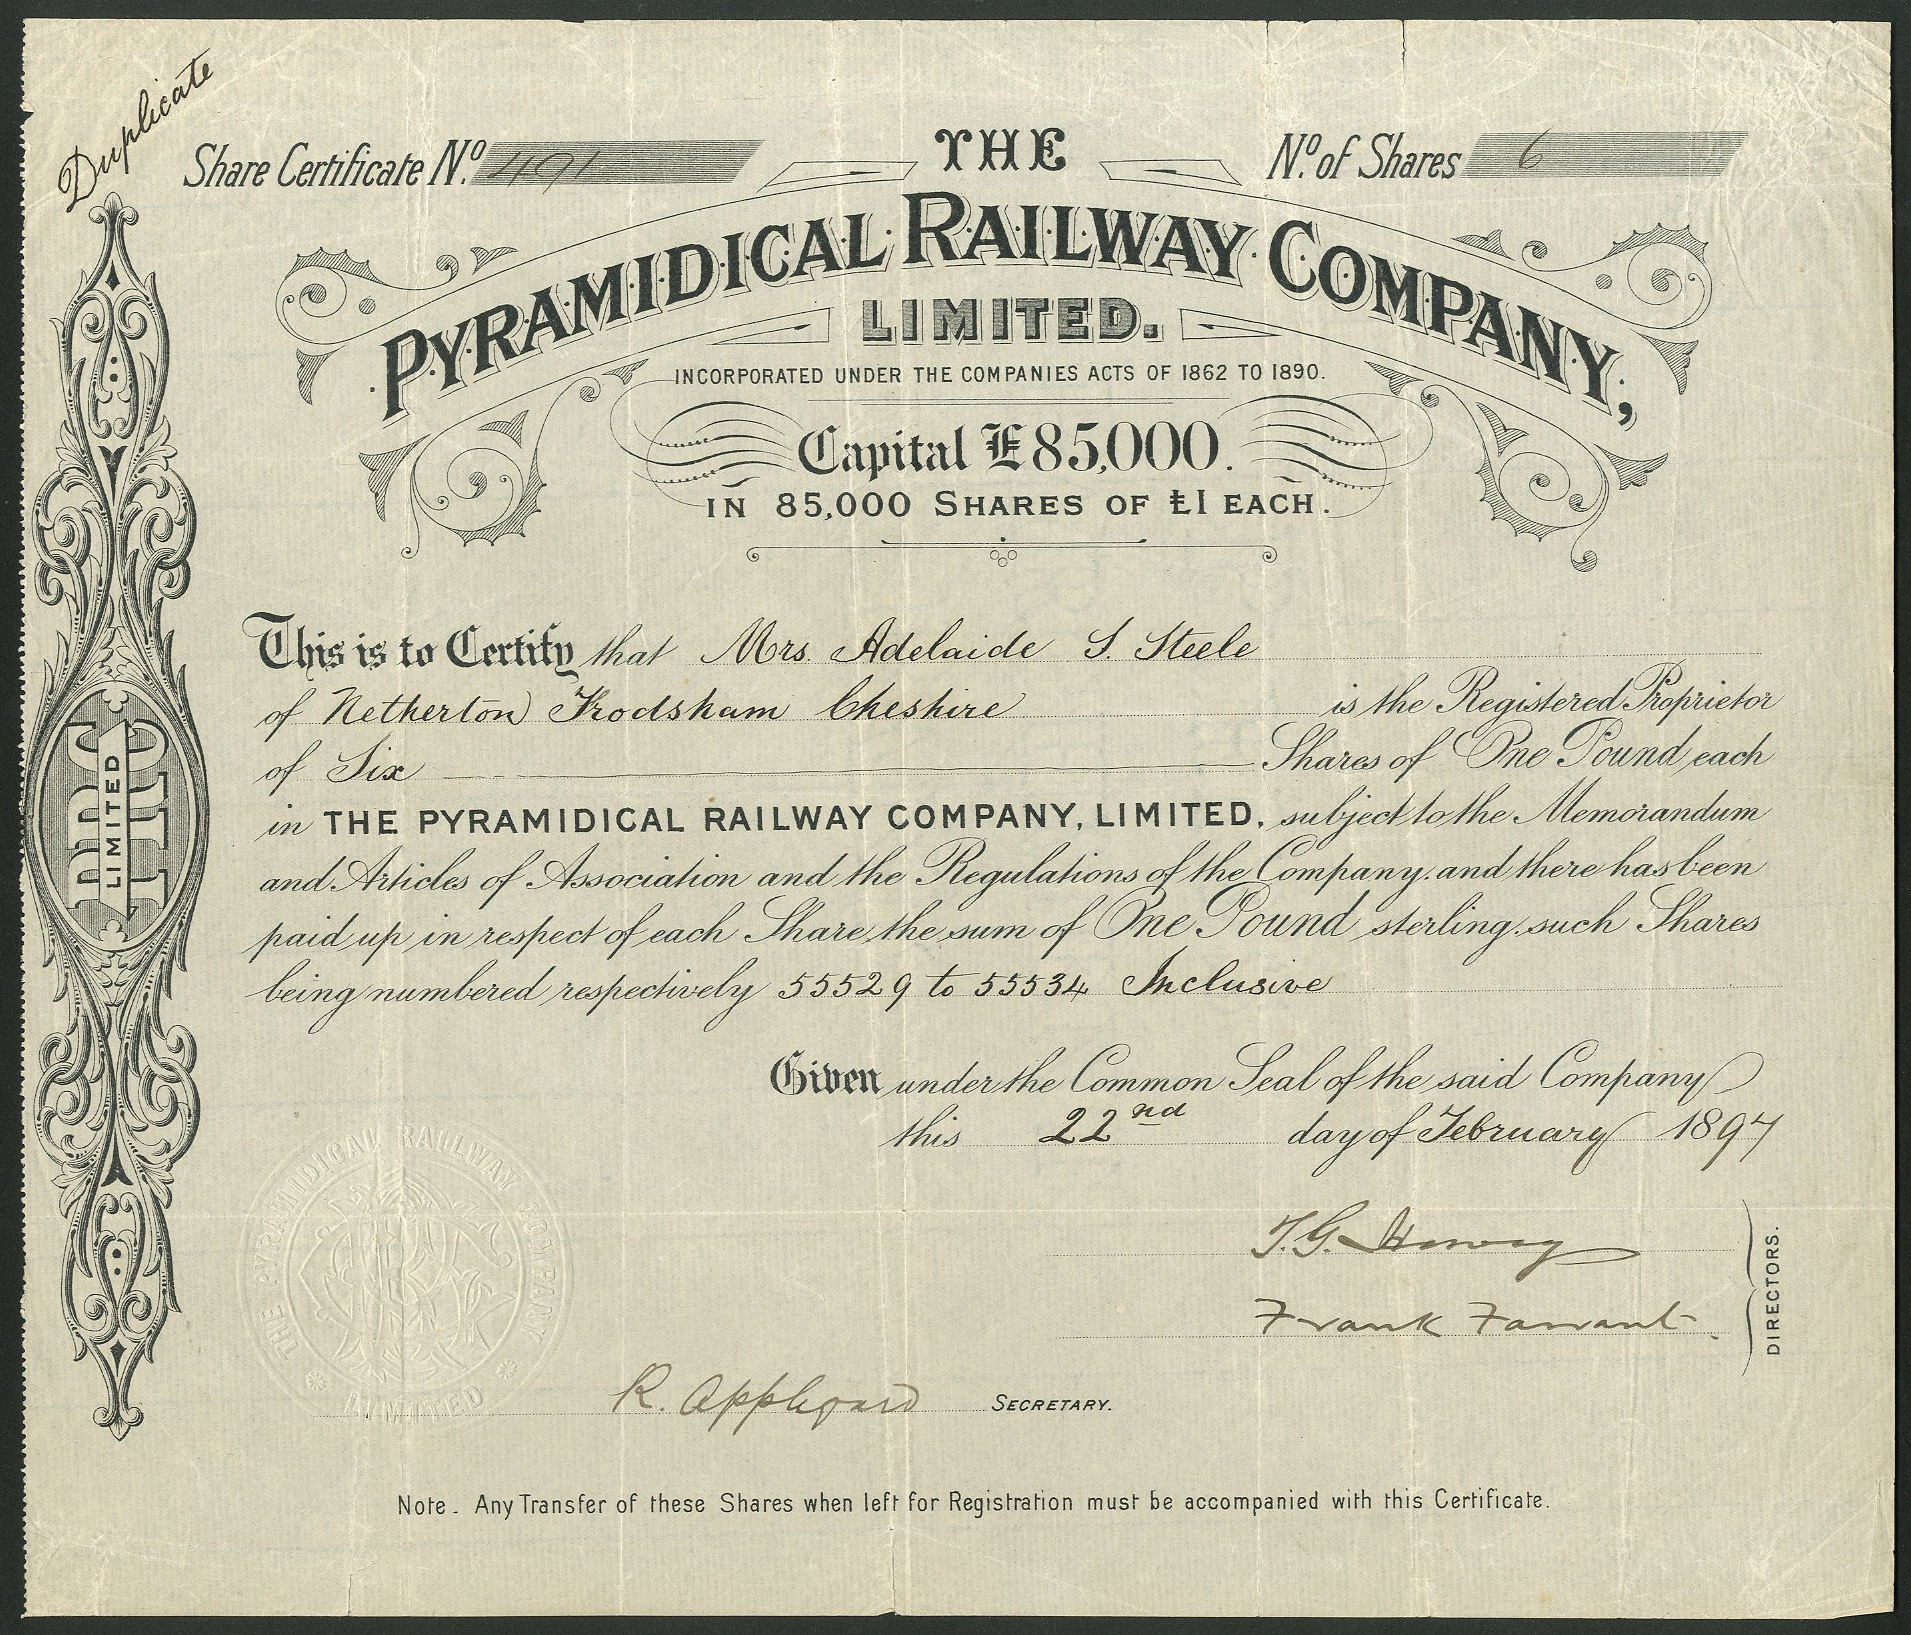 Duplicate
Share Certificate No. 491
No. of Shares 6
THE
PYRAMIDICAL RAILWAY COMPANY,
LIMITED.
INCORPORATED UNDER THE COMPANIES ACTS OF 1862 TO 1890.
Capital £85,000.
IN 85,000 SHARES OF £1 EACH.
This is to Certify that Mrs. Adelaide S. Steele
of Netherton Frodsham Cheshire is the Registered Proprietor
of Six Shares of One Pound each
in THE PYRAMIDICAL RAILWAY COMPANY, LIMITED. subject to the Memorandum
and Articles of Association and the Regulations of the Company. and there has been
paid up in respect of each Share the sum of One Pound sterling. such Shares
being numbered respectively 55529 to 55534 Inclusive
Given under the Common Seal of the said Company
this 22nd day of February 1897
T.G.
Frank Farrant.
DIRECTORS.
R. Appleyard SECRETARY.
Note - Any Transfer of these Shares when left for Registration must be accompanied with this Certificate.
PRC
LIMITED
THE PYRAMIDICAL RAILWAY COMPANY
LIMITED